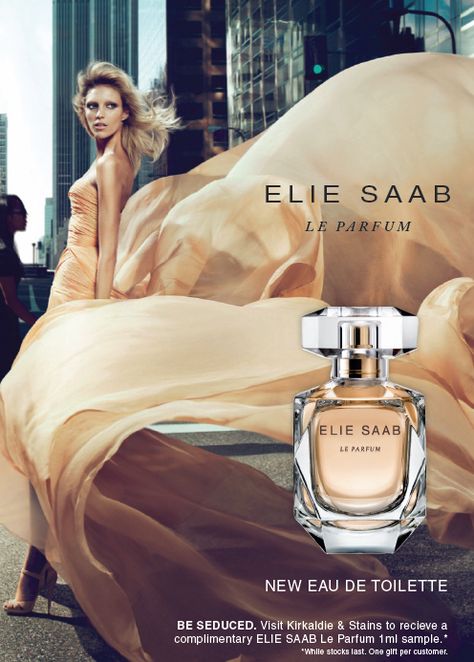 ELIE SAAB
LE PARFUM
ELIE SAAB
LE PARFUM
NEW EAU DE TOILETTE
BE SEDUCED. Visit Kirkaldie & Stains to recieve a
complimentary ELIE SAAB Le Parfum 1ml sample.*
*While stocks last. One gift per customer.